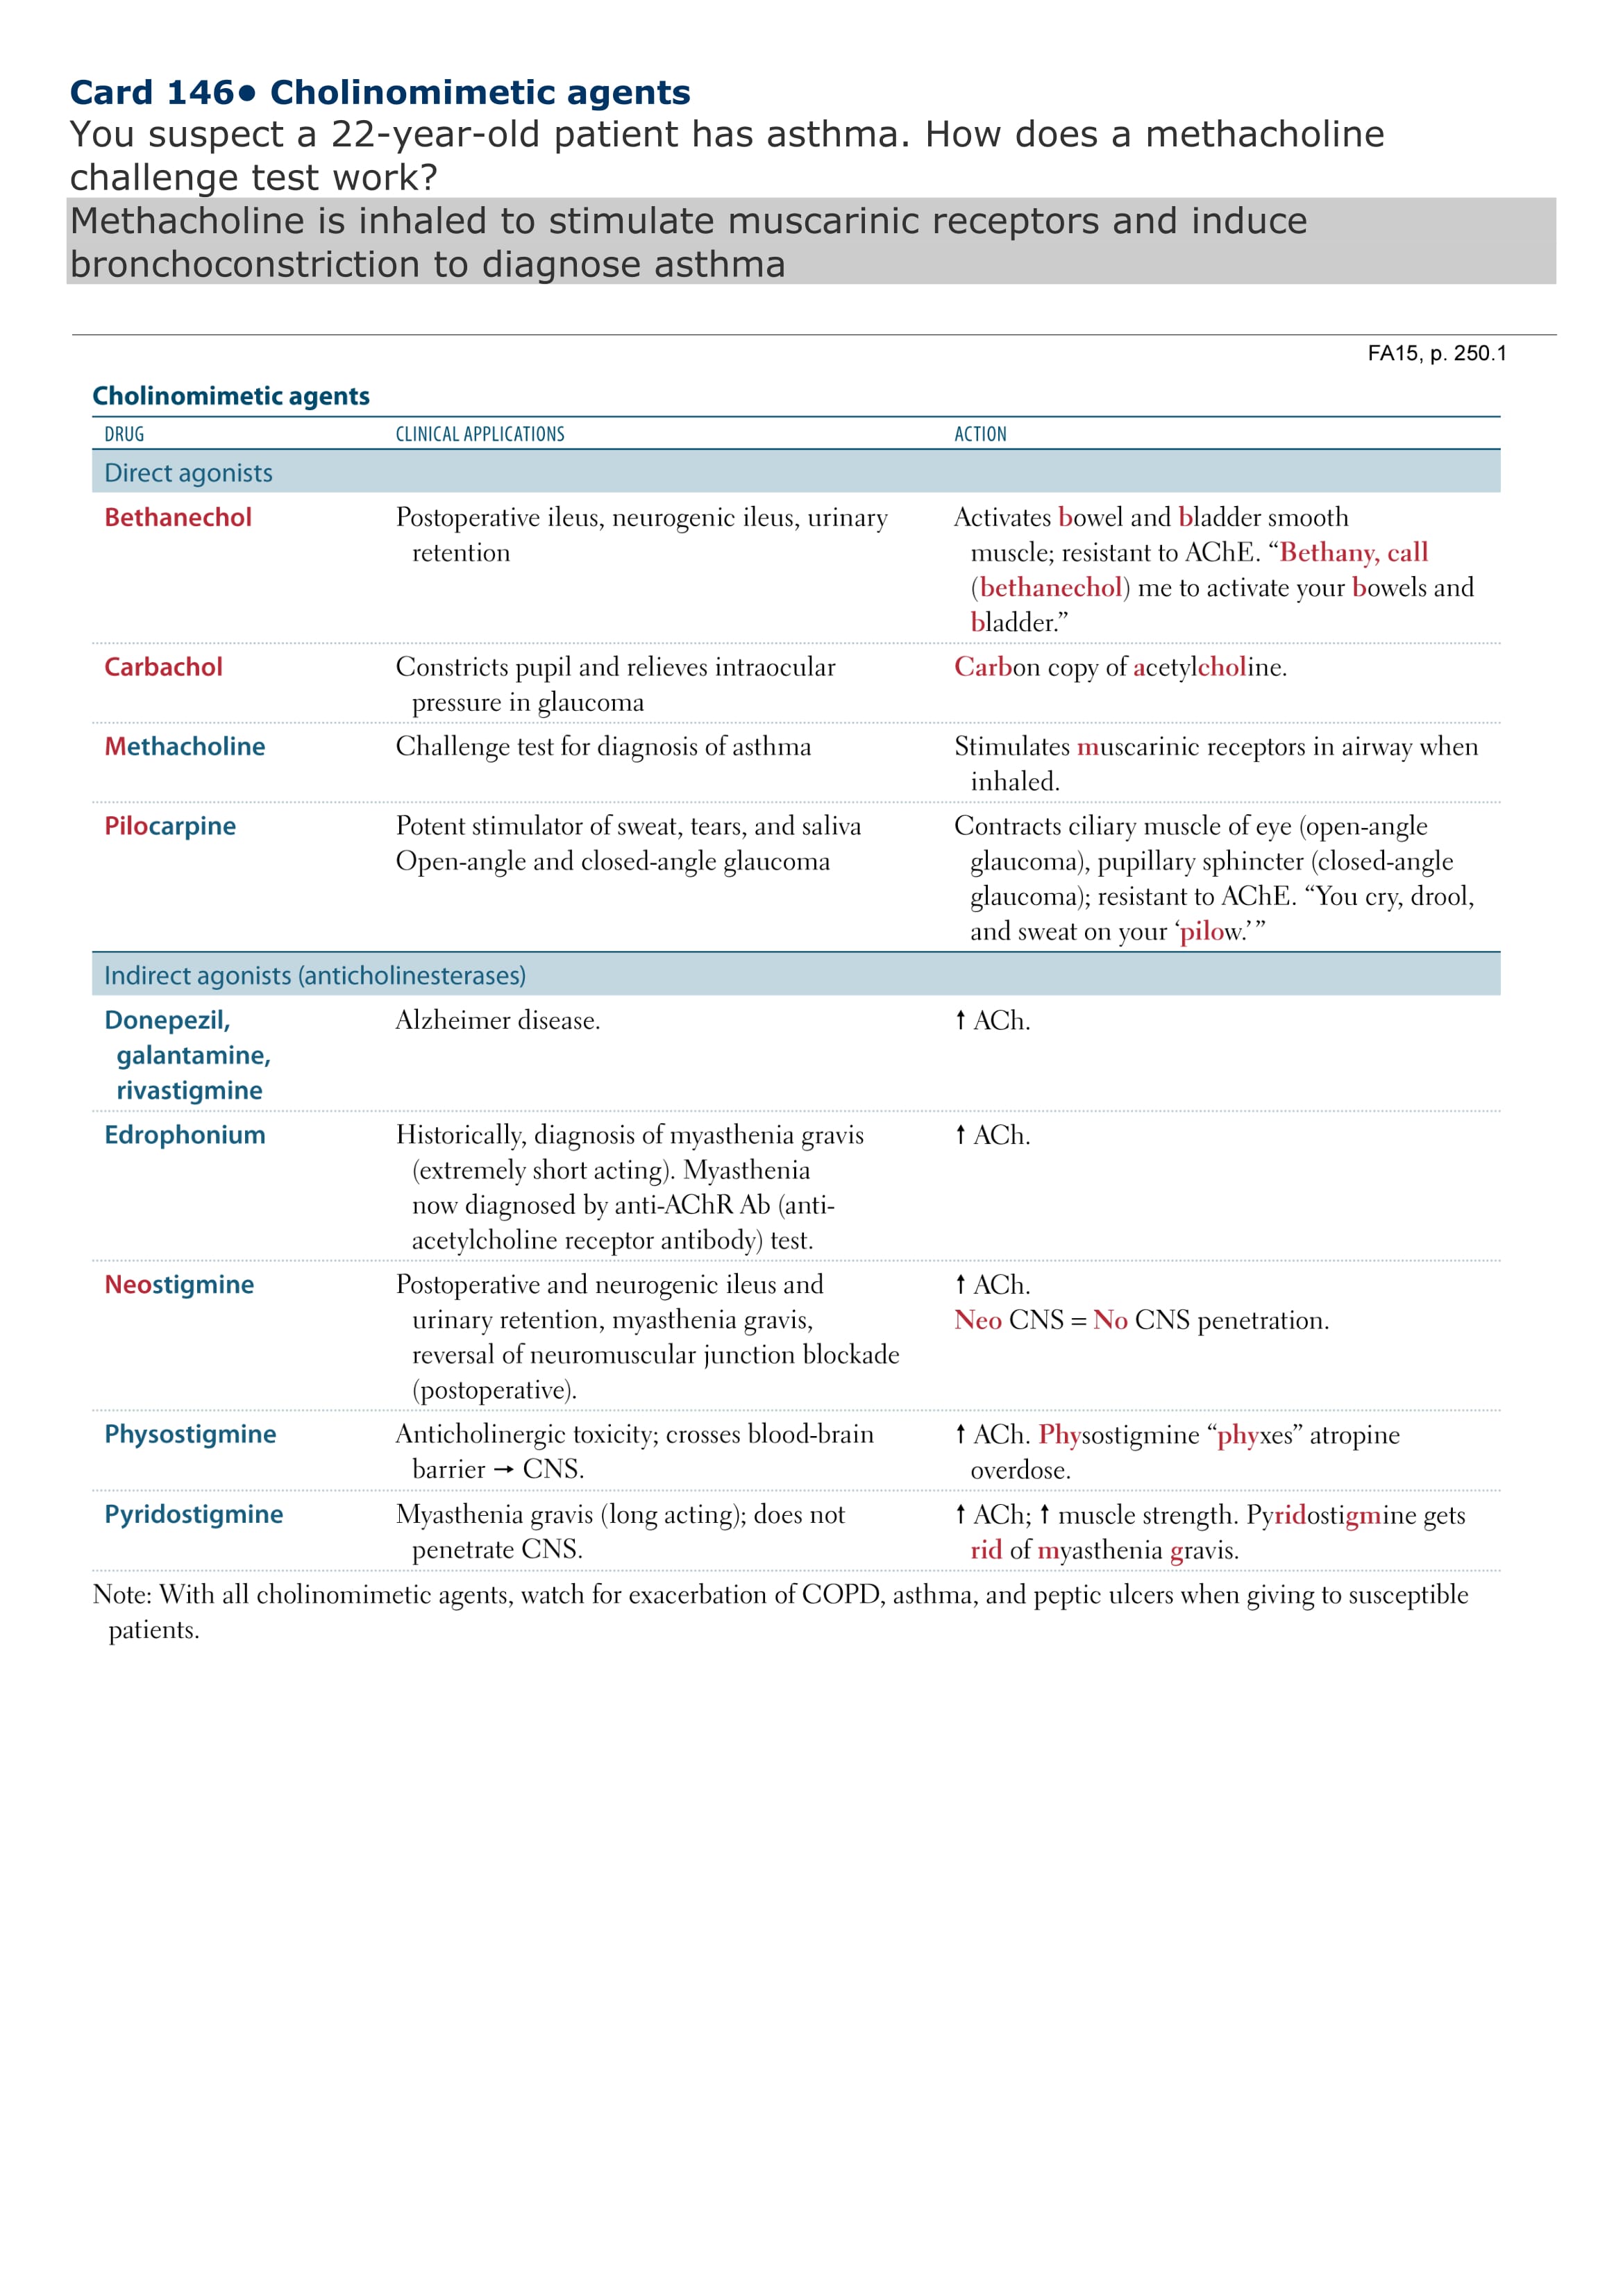 Card 146● Cholinomimetic agents
You suspect a 22-year-old patient has asthma. How does a methacholine
challenge test work?
Methacholine is inhaled to stimulate muscarinic receptors and induce
bronchoconstriction to diagnose asthma
FA15, p. 250.1
Cholinomimetic agents
DRUG CLINICAL APPLICATIONS ACTION
Direct agonists
Bethanechol Postoperative ileus, neurogenic ileus, urinary Activates bowel and bladder smooth
retention muscle; resistant to AChE. “Bethany, call
(bethanechol) me to activate your bowels and
bladder.”
Carbachol Constricts pupil and relieves intraocular Carbon copy of acetylcholine.
pressure in glaucoma
Methacholine Challenge test for diagnosis of asthma Stimulates muscarinic receptors in airway when
inhaled.
Pilocarpine Potent stimulator of sweat, tears, and saliva Contracts ciliary muscle of eye (open-angle
Open-angle and closed-angle glaucoma glaucoma), pupillary sphincter (closed-angle
glaucoma); resistant to AChE. “You cry, drool,
and sweat on your ‘pilow.’”
Indirect agonists (anticholinesterases)
Donepezil, Alzheimer disease. ↑ ACh.
galantamine,
rivastigmine
Edrophonium Historically, diagnosis of myasthenia gravis ↑ ACh.
(extremely short acting). Myasthenia
now diagnosed by anti-AChR Ab (anti-
acetylcholine receptor antibody) test.
Neostigmine Postoperative and neurogenic ileus and ↑ ACh.
urinary retention, myasthenia gravis, Neo CNS = No CNS penetration.
reversal of neuromuscular junction blockade
(postoperative).
Physostigmine Anticholinergic toxicity; crosses blood-brain ↑ ACh. Physostigmine “phyxes” atropine
barrier → CNS. overdose.
Pyridostigmine Myasthenia gravis (long acting); does not ↑ ACh; ↑ muscle strength. Pyridostigmine gets
penetrate CNS. rid of myasthenia gravis.
Note: With all cholinomimetic agents, watch for exacerbation of COPD, asthma, and peptic ulcers when giving to susceptible
patients.